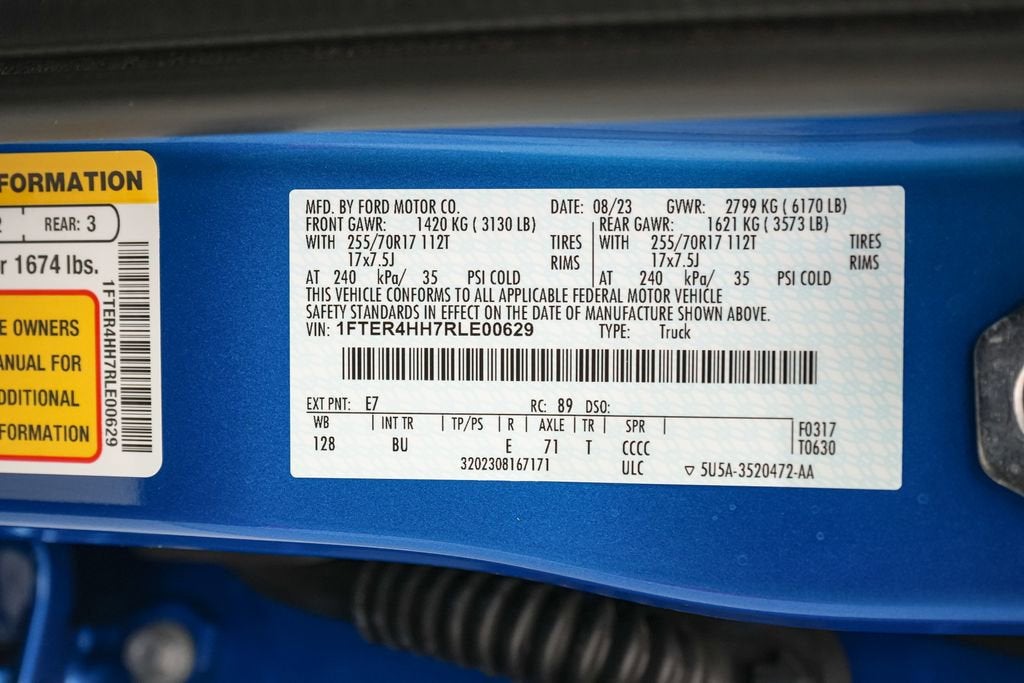 FORMATION
2 REAR: 3
r 1674 lbs.
E OWNERS
ANUAL FOR
DDITIONAL
FORMATION
1FTER4HH7RLE00629
MFD. BY FORD MOTOR CO. DATE: 08/23 GVWR: 2799 KG ( 6170 LB)
FRONT GAWR: 1420 KG ( 3130 LB) REAR GAWR: 1621 KG ( 3573 LB)
WITH 255/70R17 112T TIRES WITH 255/70R17 112T TIRES
17x7.5J RIMS 17x7.5J RIMS
AT 240 kPa/ 35 PSI COLD AT 240 kPa/ 35 PSI COLD
THIS VEHICLE CONFORMS TO ALL APPLICABLE FEDERAL MOTOR VEHICLE
SAFETY STANDARDS IN EFFECT ON THE DATE OF MANUFACTURE SHOWN ABOVE.
VIN: 1FTER4HH7RLE00629 TYPE: Truck
EXT PNT: E7 RC: 89 DSO:
WB INT TR TP/PS R AXLE TR SPR F0317
128 BU E 71 T CCCC T0630
3202308167171 ULC ▽ 5U5A-3520472-AA